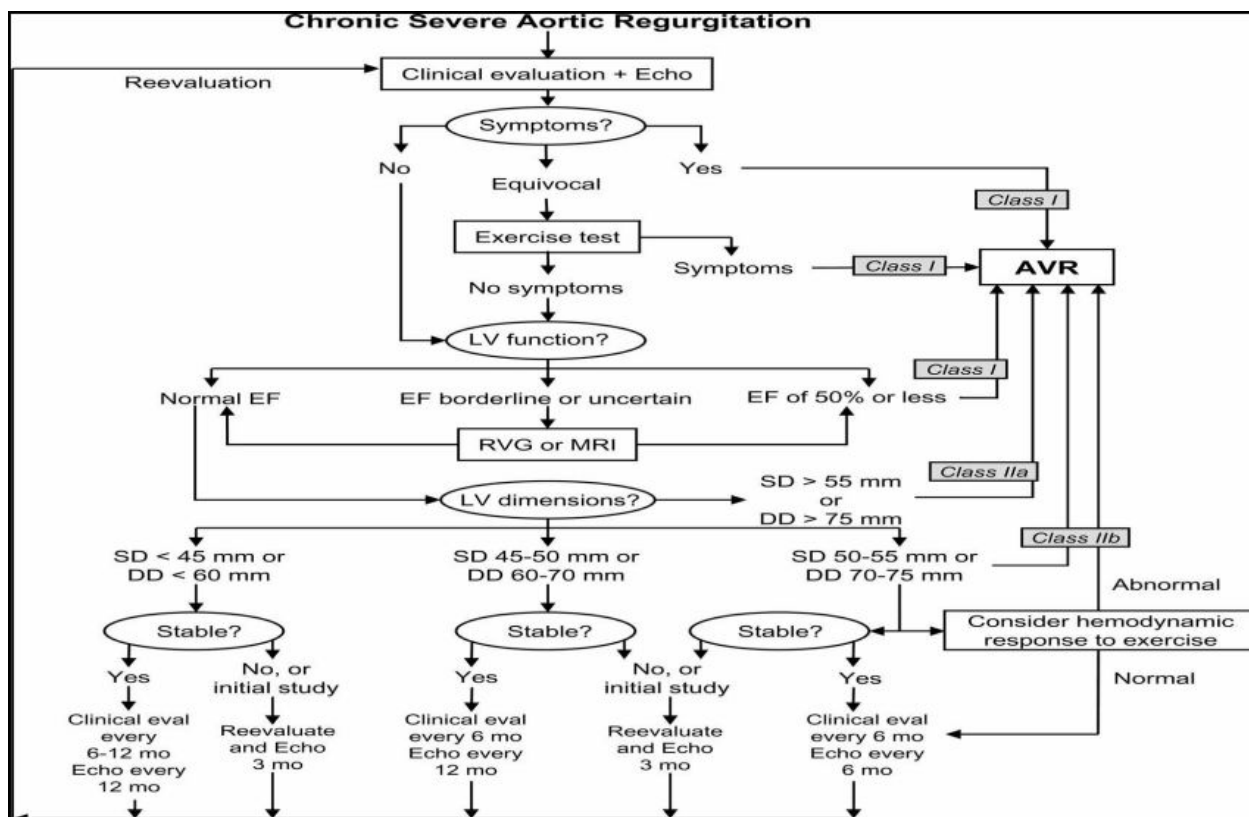 Chronic Severe Aortic Regurgitation
Reevaluation
Clinical evaluation + Echo
Symptoms?
No
Equivocal
Yes
Class I
Exercise test
Symptoms
Class I
AVR
No symptoms
LV function?
Class I
Normal EF
EF borderline or uncertain
EF of 50% or less
RVG or MRI
Class IIa
LV dimensions?
SD > 55 mm
or
DD > 75 mm
Class IIb
SD < 45 mm or
DD < 60 mm
SD 45-50 mm or
DD 60-70 mm
SD 50-55 mm or
DD 70-75 mm
Abnormal
Stable?
Stable?
Stable?
Consider hemodynamic
response to exercise
Yes
No, or
initial study
Yes
No, or
initial study
Yes
Normal
Clinical eval
every
6-12 mo
Echo every
12 mo
Reevaluate
and Echo
3 mo
Clinical eval
every 6 mo
Echo every
12 mo
Reevaluate
and Echo
3 mo
Clinical eval
every 6 mo
Echo every
6 mo